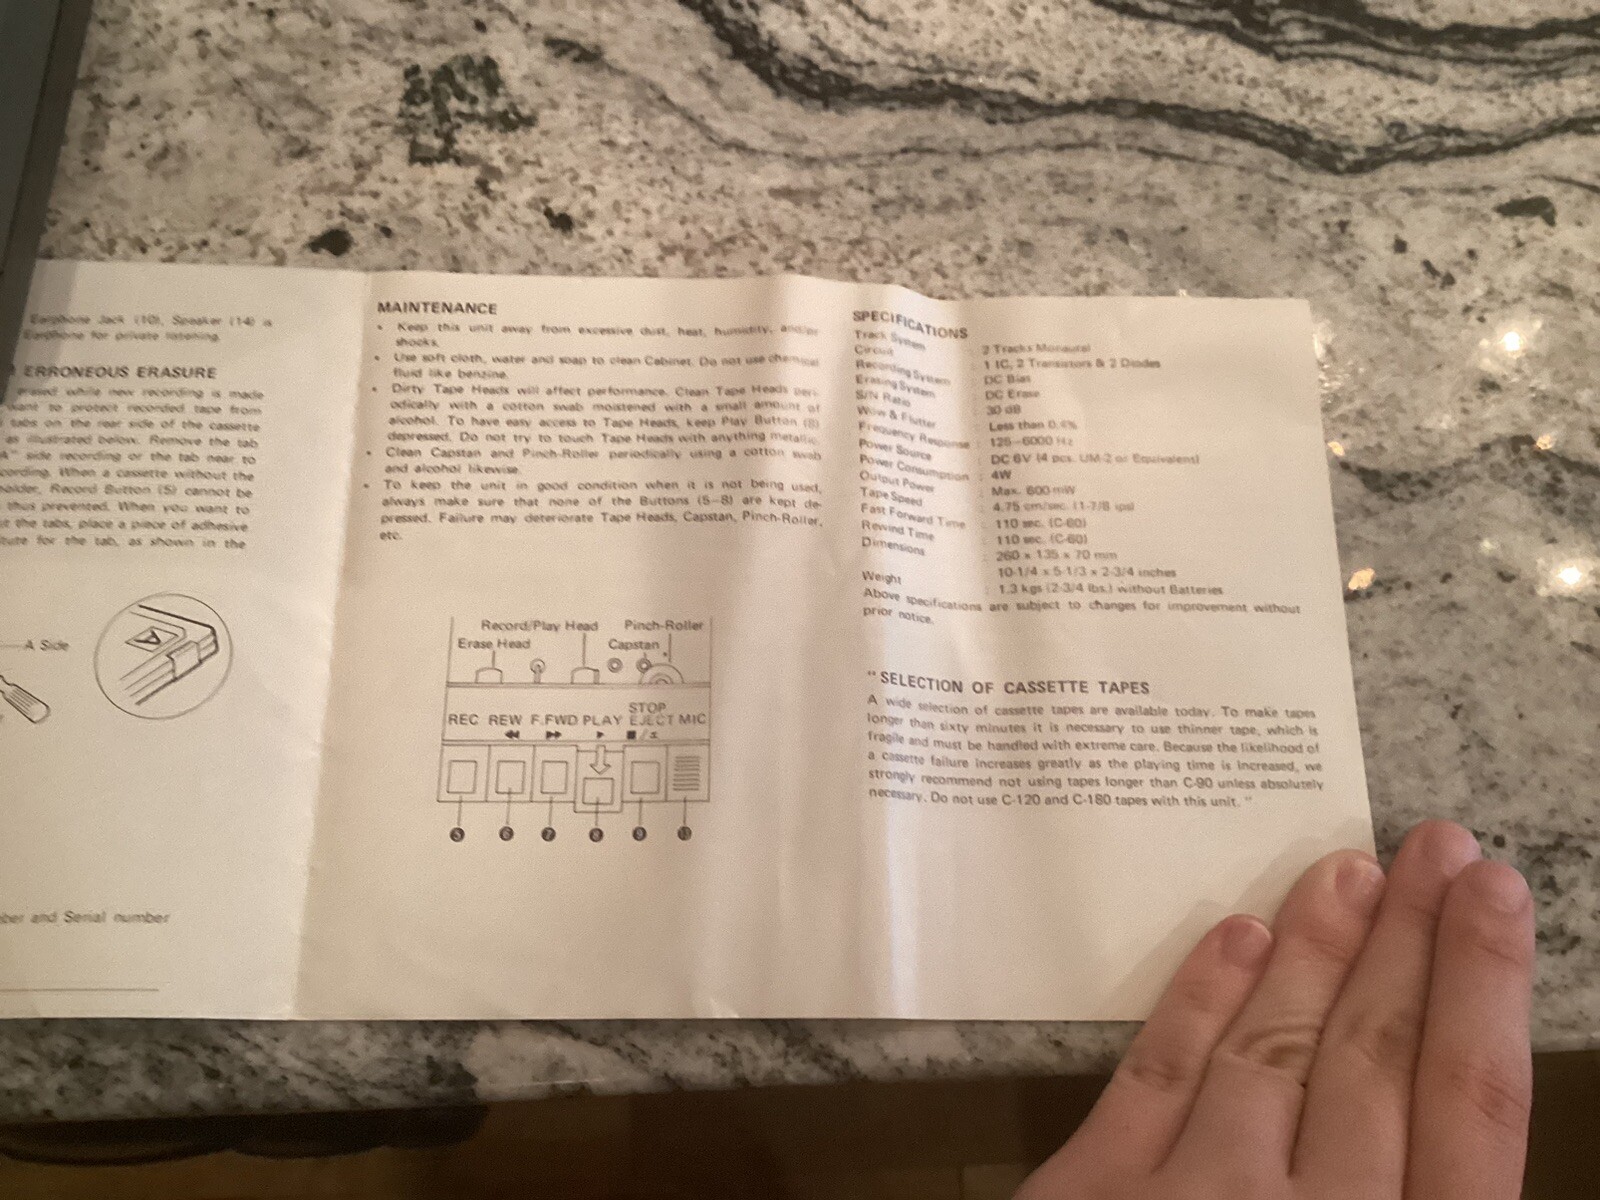 Earphone Jack (10), Speaker (14) is
Earphone for private listening.
ERRONEOUS ERASURE
erased while new recording is made
want to protect recorded tape from
tabs on the rear side of the cassette
as illustrated below. Remove the tab
A" side recording or the tab near to
cording. When a cassette without the
holder, Record Button (5) cannot be
thus prevented. When you want to
the tabs, place a piece of adhesive
tute for the tab, as shown in the
A Side
ber and Serial number
MAINTENANCE
• Keep this unit away from excessive dust, heat, humidity, and/or
shocks.
• Use soft cloth, water and soap to clean Cabinet. Do not use chemical
fluid like benzine.
• Dirty Tape Heads will affect performance. Clean Tape Heads peri-
odically with a cotton swab moistened with a small amount of
alcohol. To have easy access to Tape Heads, keep Play Button (8)
depressed. Do not try to touch Tape Heads with anything metallic.
• Clean Capstan and Pinch-Roller periodically using a cotton swab
and alcohol likewise.
• To keep the unit in good condition when it is not being used,
always make sure that none of the Buttons (5-8) are kept de-
pressed. Failure may deteriorate Tape Heads, Capstan, Pinch-Roller,
etc.
Record/Play Head Pinch-Roller
Erase Head Capstan
STOP
REC REW F.FWD PLAY EJECT MIC
5 6 7 8 9
SPECIFICATIONS
Track System : 2 Tracks Monaural
Circuit : 1 IC, 2 Transistors & 2 Diodes
Recording System : DC Bias
Erasing System : DC Erase
S/N Ratio : 30 dB
Wow & Flutter : Less than 0.4%
Frequency Response : 125-6000 Hz
Power Source : DC 6V (4 pcs. UM-2 or Equivalent)
Power Consumption : 4W
Output Power : Max. 600 mW
Tape Speed : 4.75 cm/sec. (1-7/8 ips)
Fast Forward Time : 110 sec. (C-60)
Rewind Time : 110 sec. (C-60)
Dimensions : 260 x 135 x 70 mm
10-1/4 x 5-1/3 x 2-3/4 inches
Weight : 1.3 kgs (2-3/4 lbs.) without Batteries
Above specifications are subject to changes for improvement without
prior notice.
"SELECTION OF CASSETTE TAPES
A wide selection of cassette tapes are available today. To make tapes
longer than sixty minutes it is necessary to use thinner tape, which is
fragile and must be handled with extreme care. Because the likelihood of
a cassette failure increases greatly as the playing time is increased, we
strongly recommend not using tapes longer than C-90 unless absolutely
necessary. Do not use C-120 and C-180 tapes with this unit."